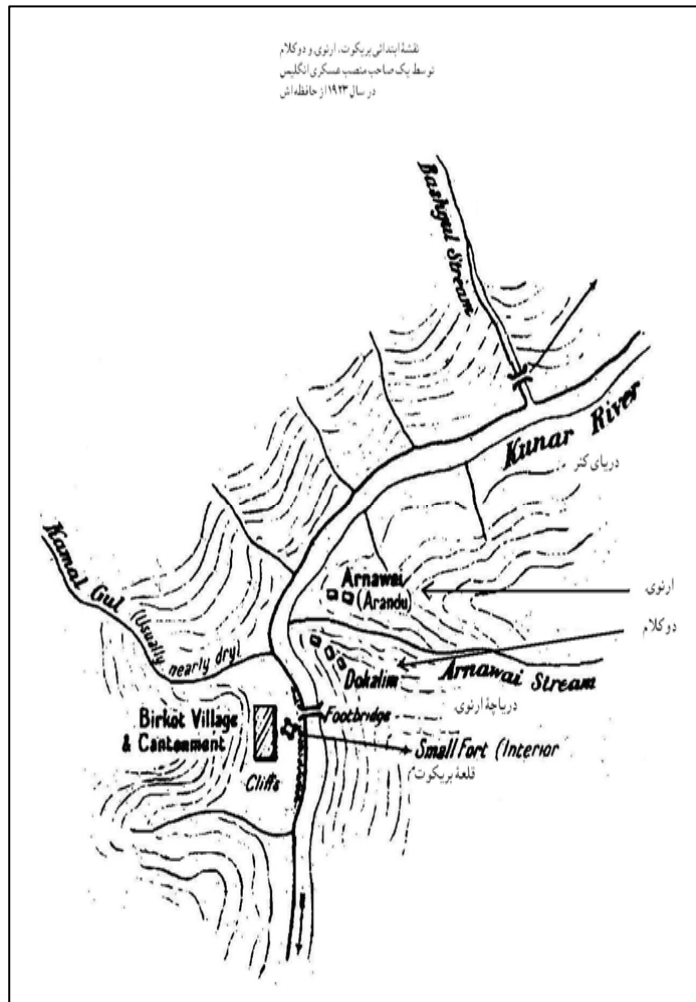 نقشهٔ ابتدائی بریکوت، ارنوی، و دوکلام
توسط یک صاحب منصب عسکری انگلیس
در سال ۱۹۲۳ از حافظه اش
Bashgul Stream
Kunar River
دریای کنر
Kamal Gul (Usually nearly dry)
Arnawai
(Arandu)
ارنوی
دوکلام
Dokalim
Arnawai Stream
دریاچهٔ ارنوی
Footbridge
Birkot Village
& Cantonment
Small Fort (Interior
قلعهٔ بریکوت
Cliffs